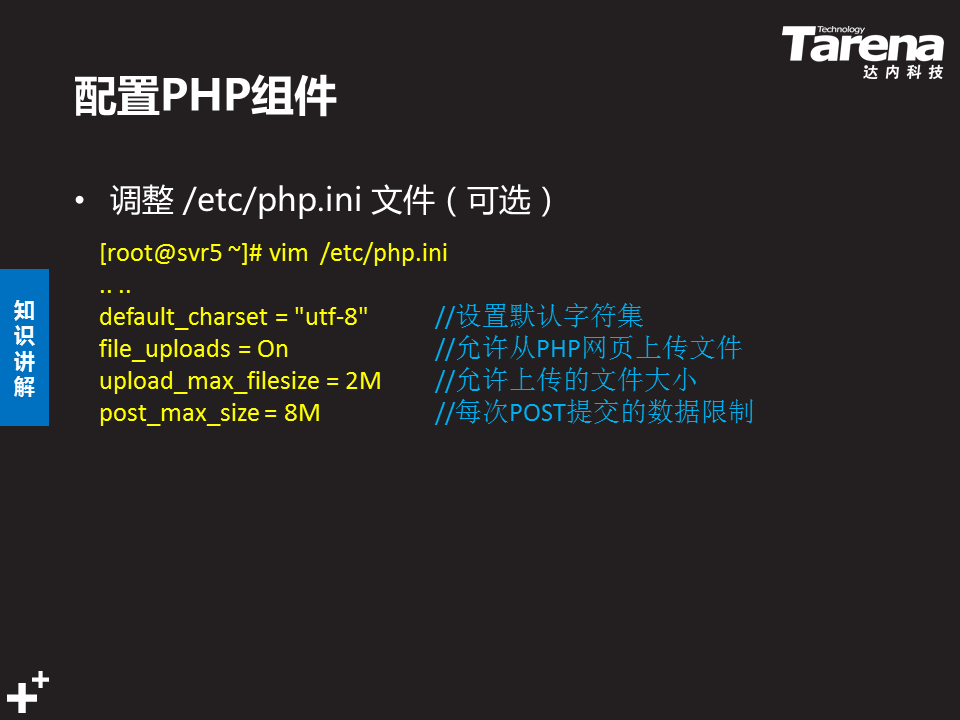 Technology
Tarena
达内科技
配置PHP组件
• 调整 /etc/php.ini 文件（可选）
[root@svr5 ~]# vim  /etc/php.ini
.. ..
default_charset = "utf-8" //设置默认字符集
file_uploads = On //允许从PHP网页上传文件
upload_max_filesize = 2M //允许上传的文件大小
post_max_size = 8M //每次POST提交的数据限制
知
识
讲
解